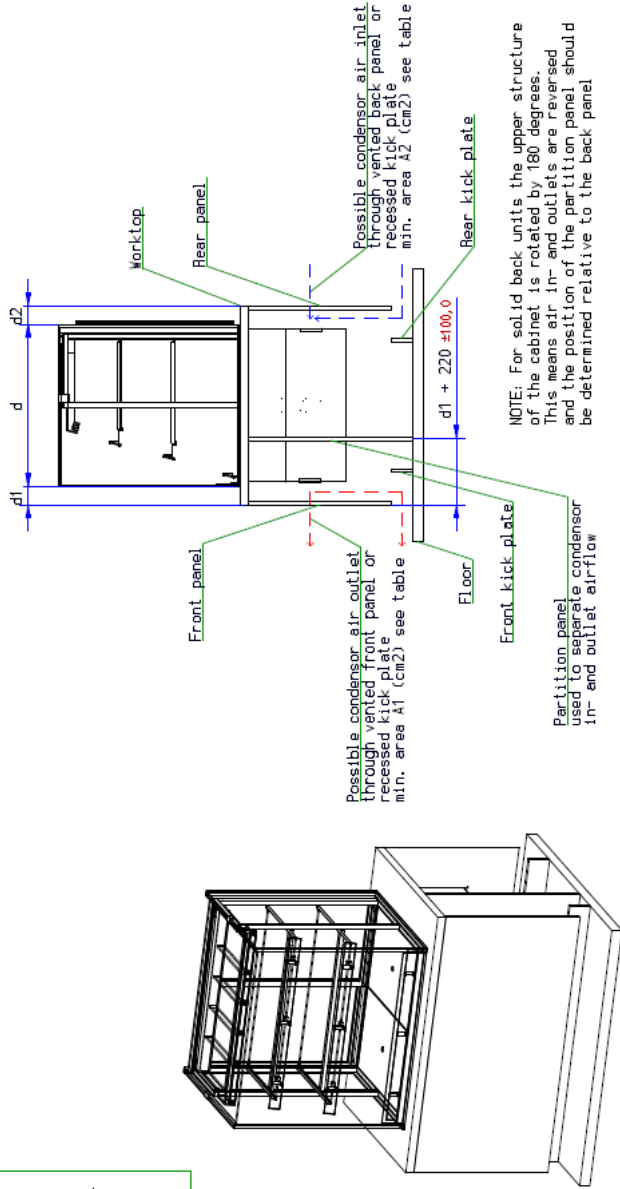 d1
d
d2
Worktop
Rear panel
Possible condensor air inlet
through vented back panel or
recessed kick plate
min. area A2 (cm2) see table
Rear kick plate
Front panel
Possible condensor air outlet
through vented front panel or
recessed kick plate
min. area A1 (cm2) see table
Floor
Front kick plate
Partition panel
used to separate condensor
in- and outlet airflow
d1 + 220 ±100,0
NOTE: For solid back units the upper structure
of the cabinet is rotated by 180 degrees.
This means air in- and outlets are reversed
and the position of the partition panel should
be determined relative to the back panel